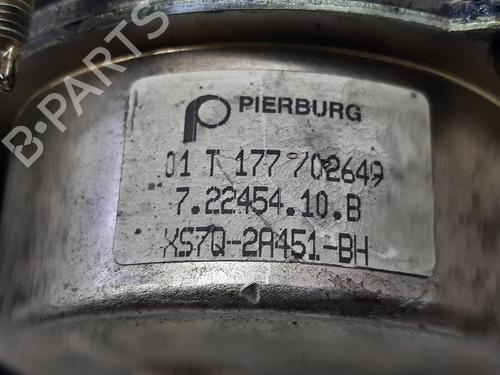 PIERBURG
01 T 177 702649
7.22454.10.B
XS7Q-2A451-BH
B-PARTS